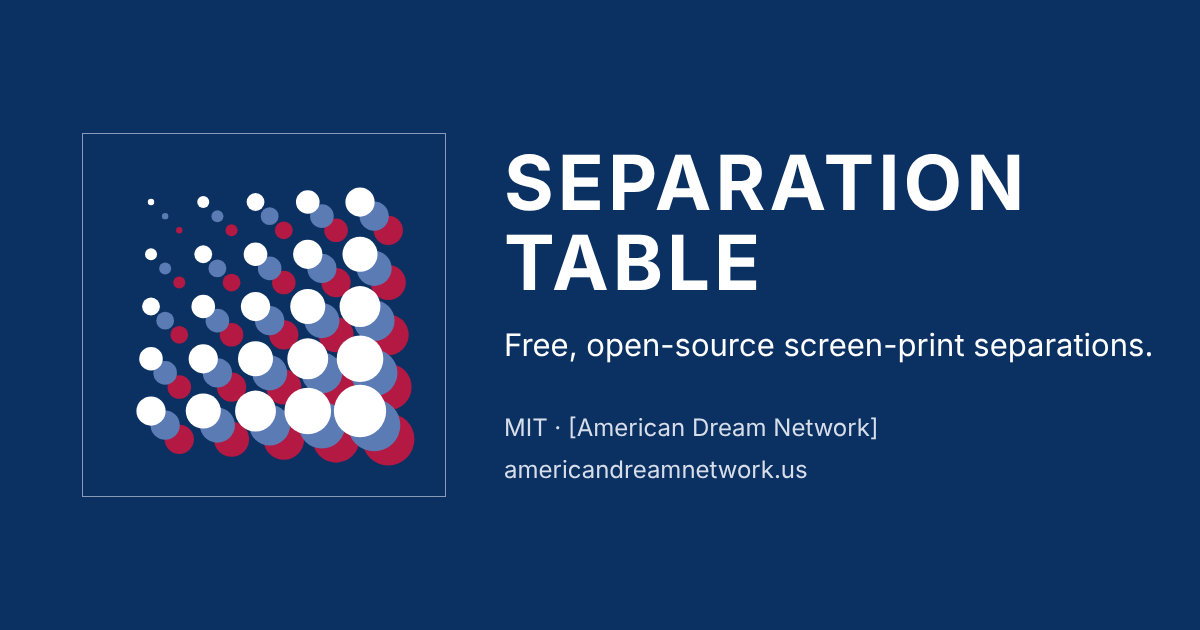 SEPARATION
TABLE
Free, open-source screen-print separations.
MIT · [American Dream Network]
americandreamnetwork.us